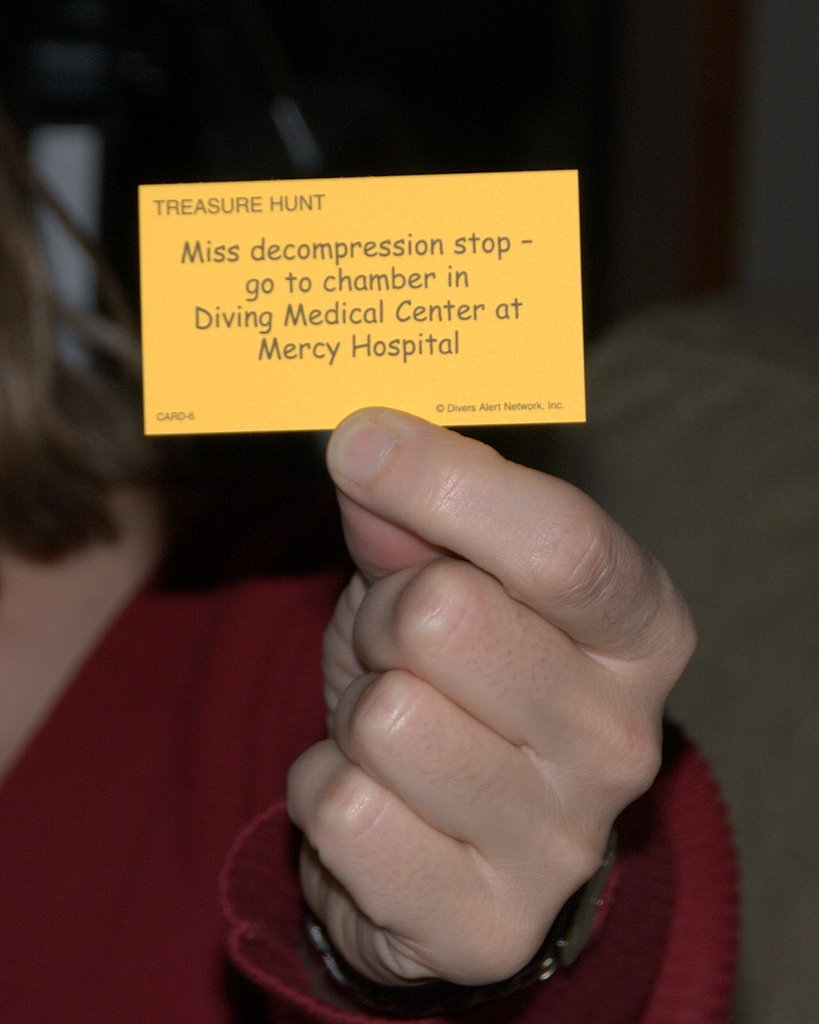 TREASURE HUNT
Miss decompression stop –
go to chamber in
Diving Medical Center at
Mercy Hospital
CARD-6
© Divers Alert Network, Inc.